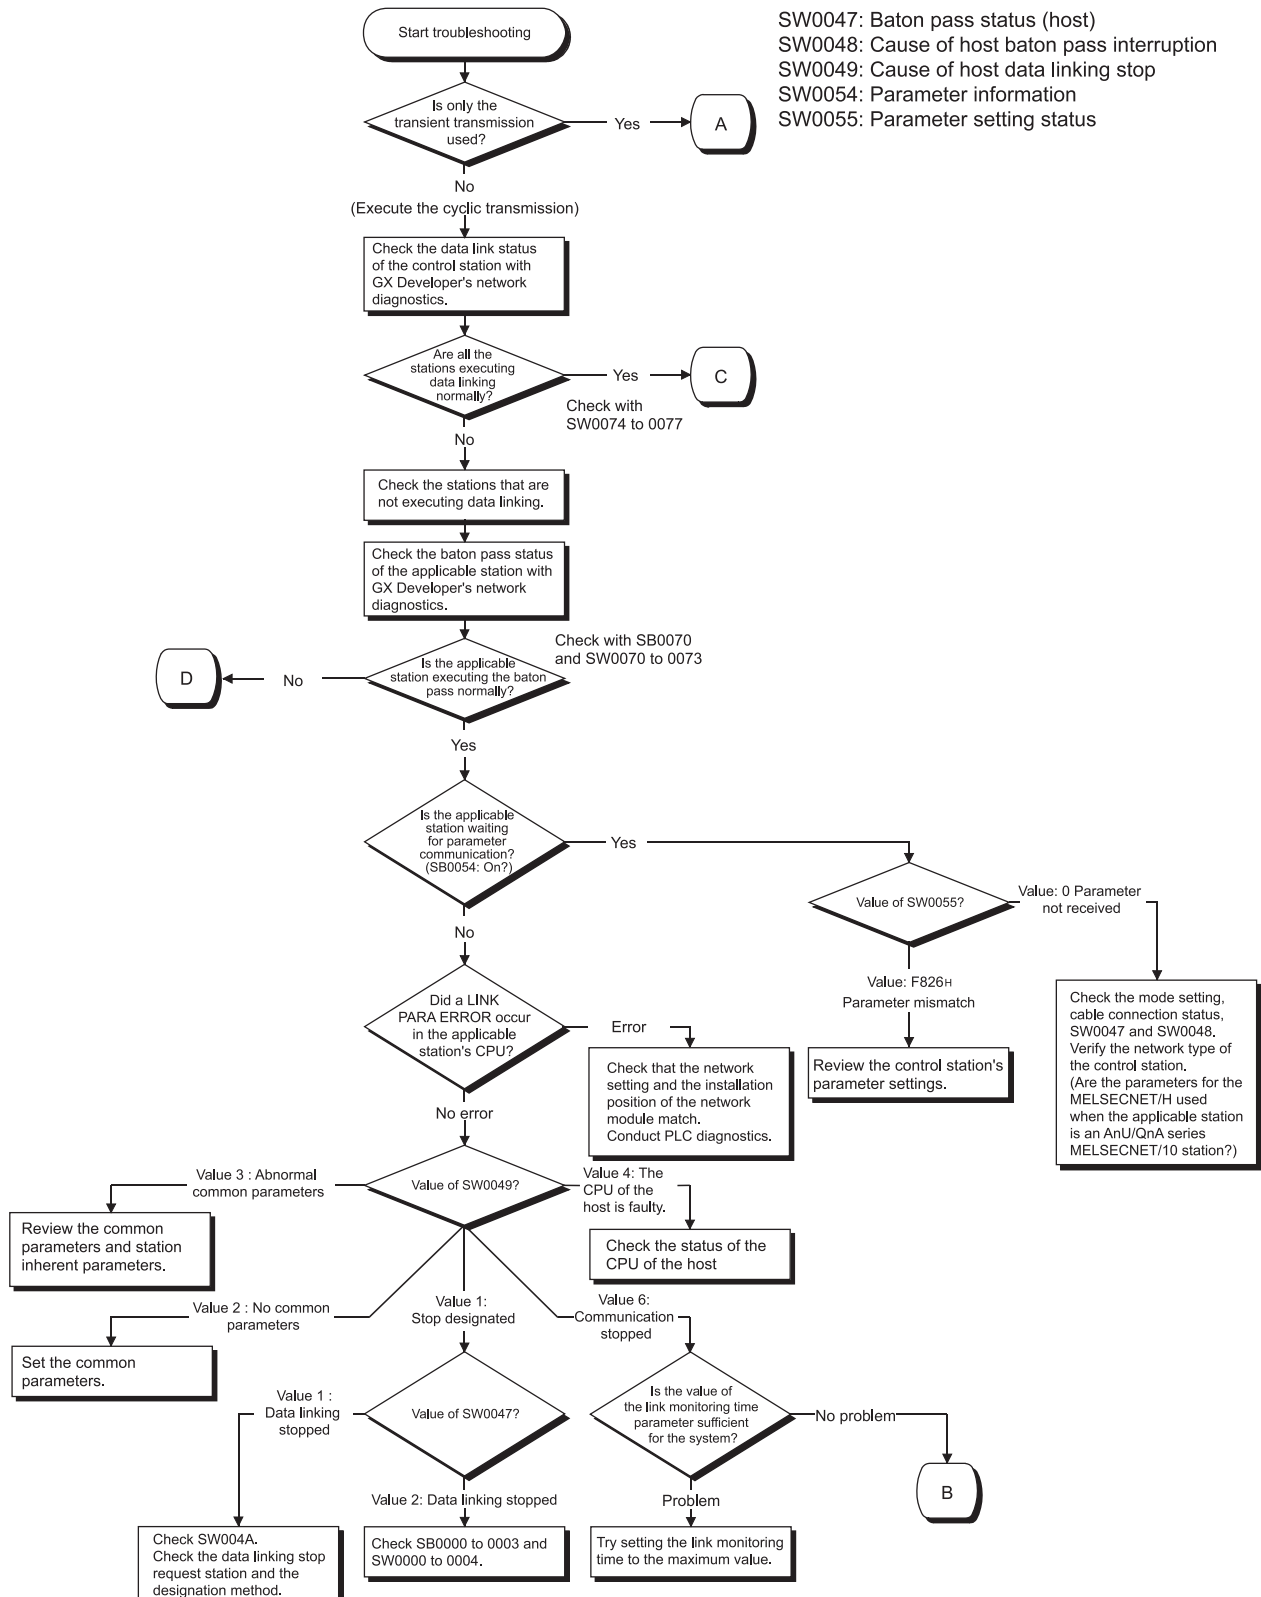 Start troubleshooting
SW0047: Baton pass status (host)
SW0048: Cause of host baton pass interruption
SW0049: Cause of host data linking stop
SW0054: Parameter information
SW0055: Parameter setting status
Is only the
transient transmission
used?
Yes
A
No
(Execute the cyclic transmission)
Check the data link status
of the control station with
GX Developer's network
diagnostics.
Are all the
stations executing
data linking
normally?
Yes
C
Check with
SW0074 to 0077
No
Check the stations that are
not executing data linking.
Check the baton pass status
of the applicable station with
GX Developer's network
diagnostics.
Check with SB0070
and SW0070 to 0073
Is the applicable
station executing the baton
pass normally?
No
D
Yes
Is the applicable
station waiting
for parameter
communication?
(SB0054: On?)
Yes
Value of SW0055?
Value: 0 Parameter
not received
No
Value: F826H
Parameter mismatch
Check the mode setting,
cable connection status,
SW0047 and SW0048.
Verify the network type of
the control station.
(Are the parameters for the
MELSECNET/H used
when the applicable station
is an AnU/QnA series
MELSECNET/10 station?)
Review the control station's
parameter settings.
Did a LINK
PARA ERROR occur
in the applicable
station's CPU?
Error
Check that the network
setting and the installation
position of the network
module match.
Conduct PLC diagnostics.
No error
Value of SW0049?
Value 3 : Abnormal
common parameters
Review the common
parameters and station
inherent parameters.
Value 4: The
CPU of the
host is faulty.
Check the status of the
CPU of the host
Value 2 : No common
parameters
Set the common
parameters.
Value 1:
Stop designated
Value 6:
Communication
stopped
Value of SW0047?
Value 1 :
Data linking
stopped
Is the value of
the link monitoring time
parameter sufficient
for the system?
No problem
B
Value 2: Data linking stopped
Problem
Check SW004A.
Check the data linking stop
request station and the
designation method.
Check SB0000 to 0003 and
SW0000 to 0004.
Try setting the link monitoring
time to the maximum value.